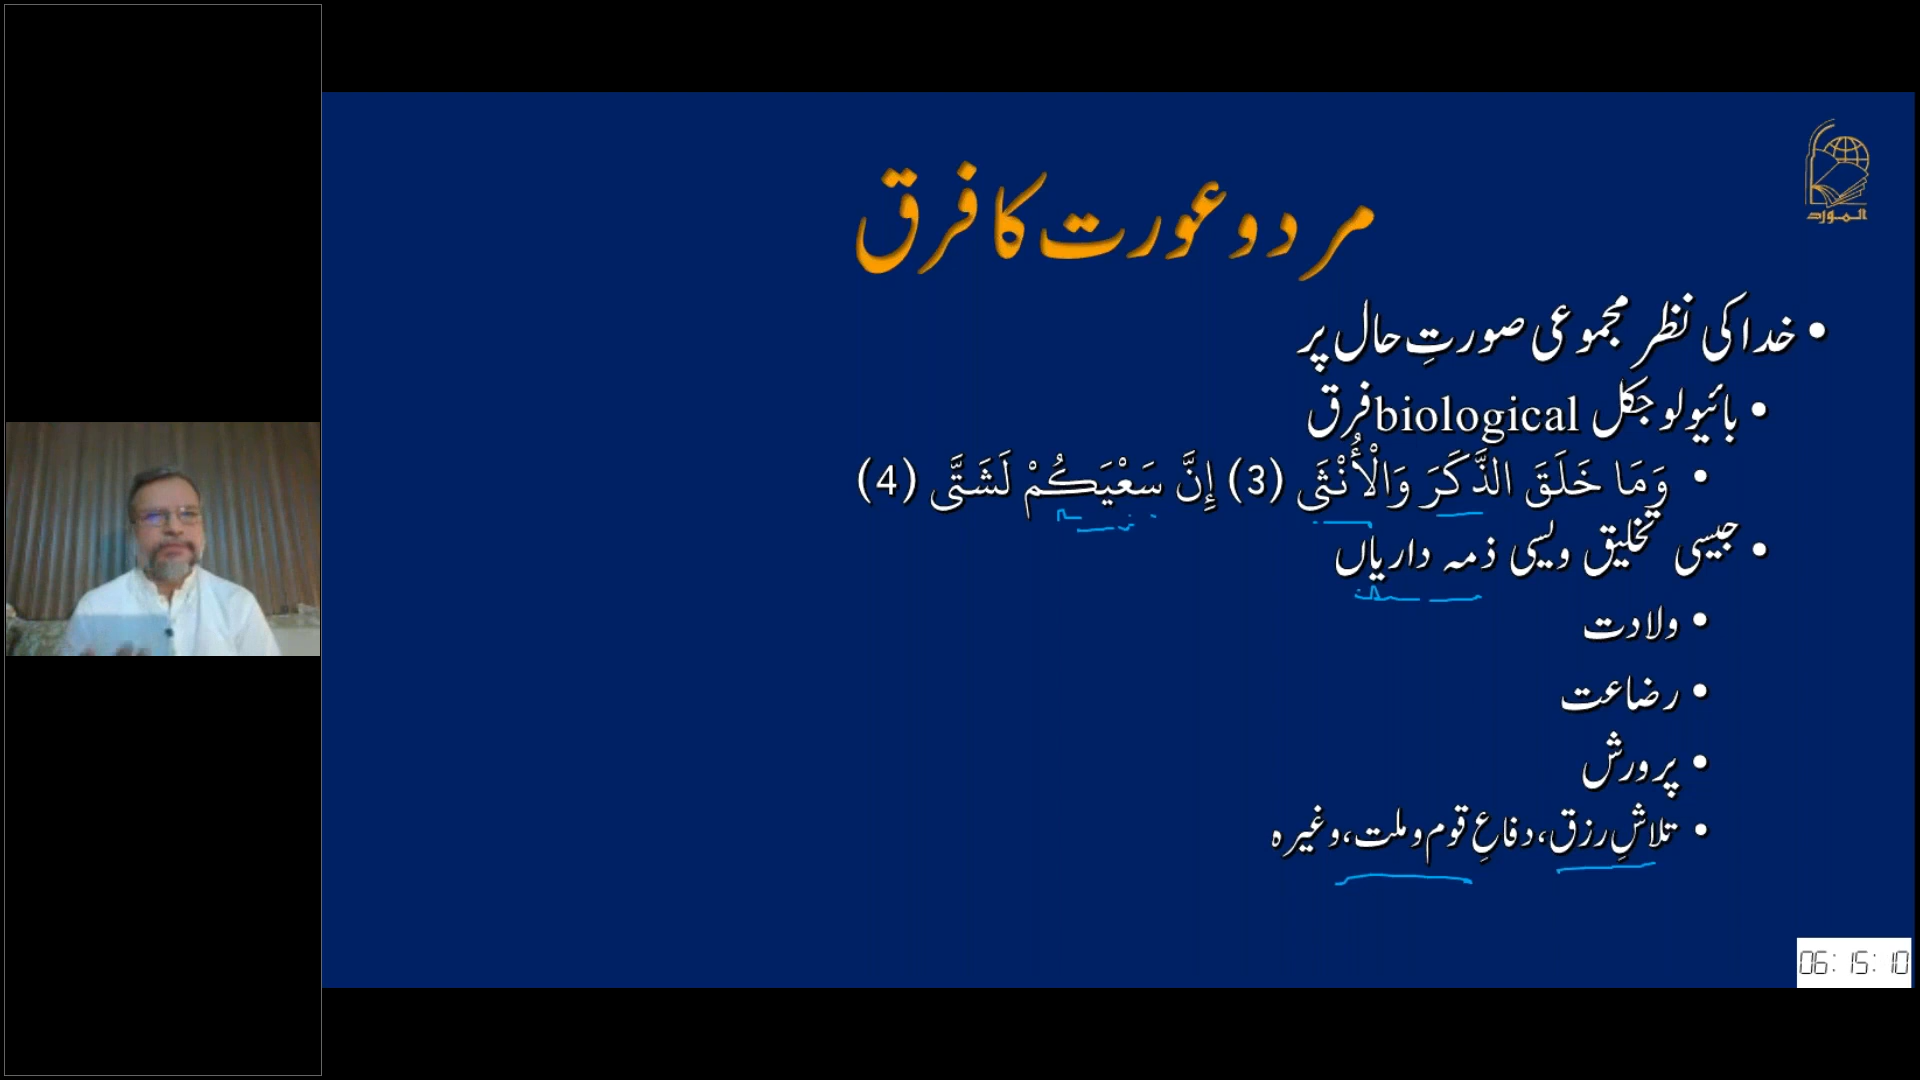 المورد
مرد و عورت کا فرق
• خدا کی نظر مجموعی صورتِ حال پر
• بائیولوجکل biological فرق
• وَمَا خَلَقَ الذَّكَرَ وَالْأُنْثَى (3) إِنَّ سَعْيَكُمْ لَشَتَّى (4)
• جیسی تخلیق ویسی ذمہ داریاں
• ولادت
• رضاعت
• پرورش
• تلاشِ رزق، دفاعِ قوم و ملت، وغیرہ
06:15:10